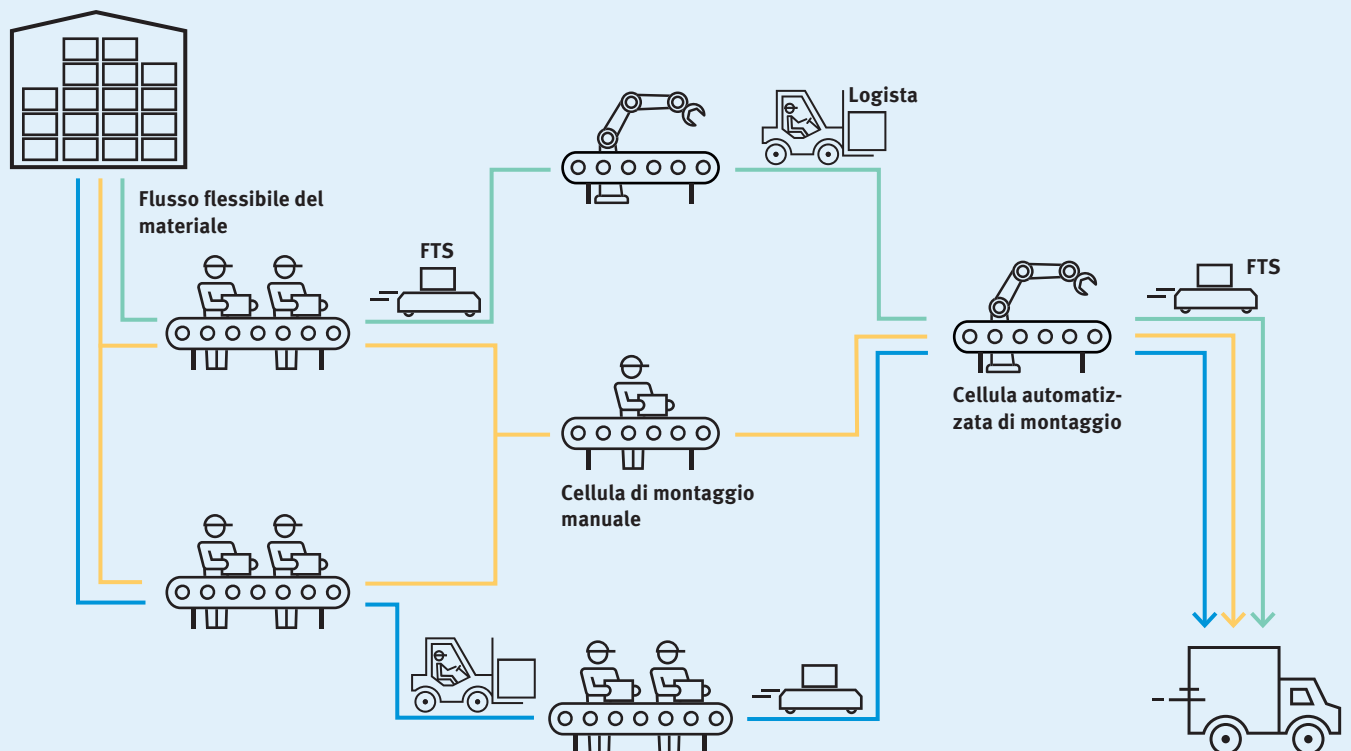 Logista
Flusso flessibile del
materiale
FTS
FTS
Cellula automatiz-
zata di montaggio
Cellula di montaggio
manuale